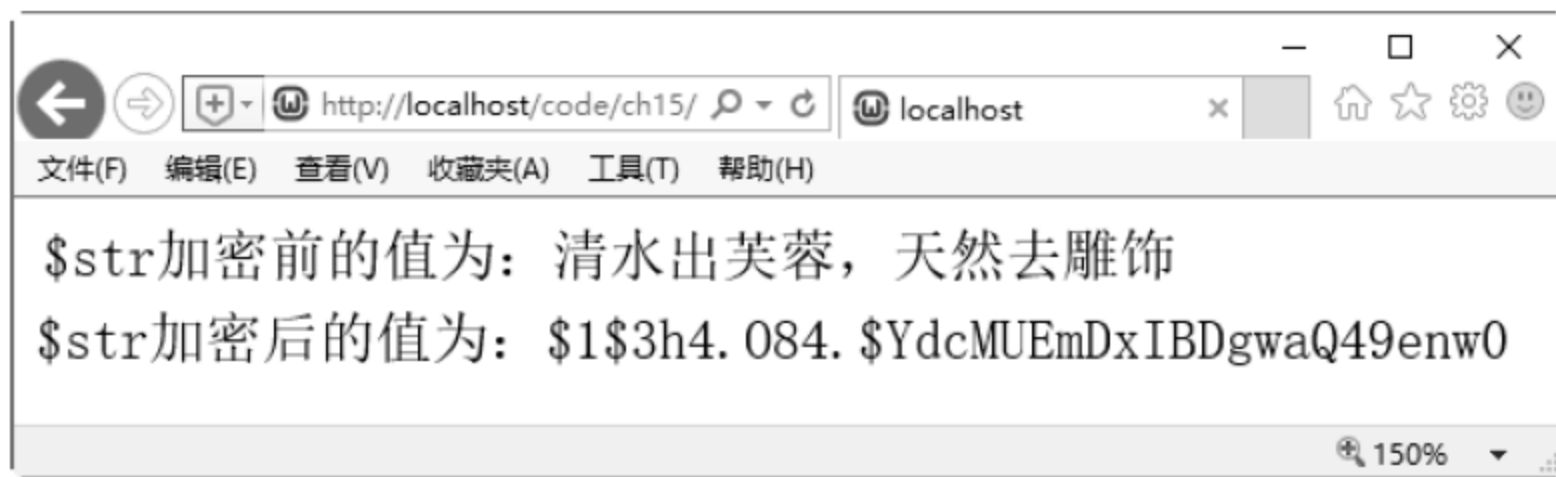 http://localhost/code/ch15/ localhost
文件(F) 编辑(E) 查看(V) 收藏夹(A) 工具(T) 帮助(H)
$str加密前的值为：清水出芙蓉，天然去雕饰
$str加密后的值为：$1$3h4.O84.$YdcMUEmDxIBDgwaQ49enw0
150%